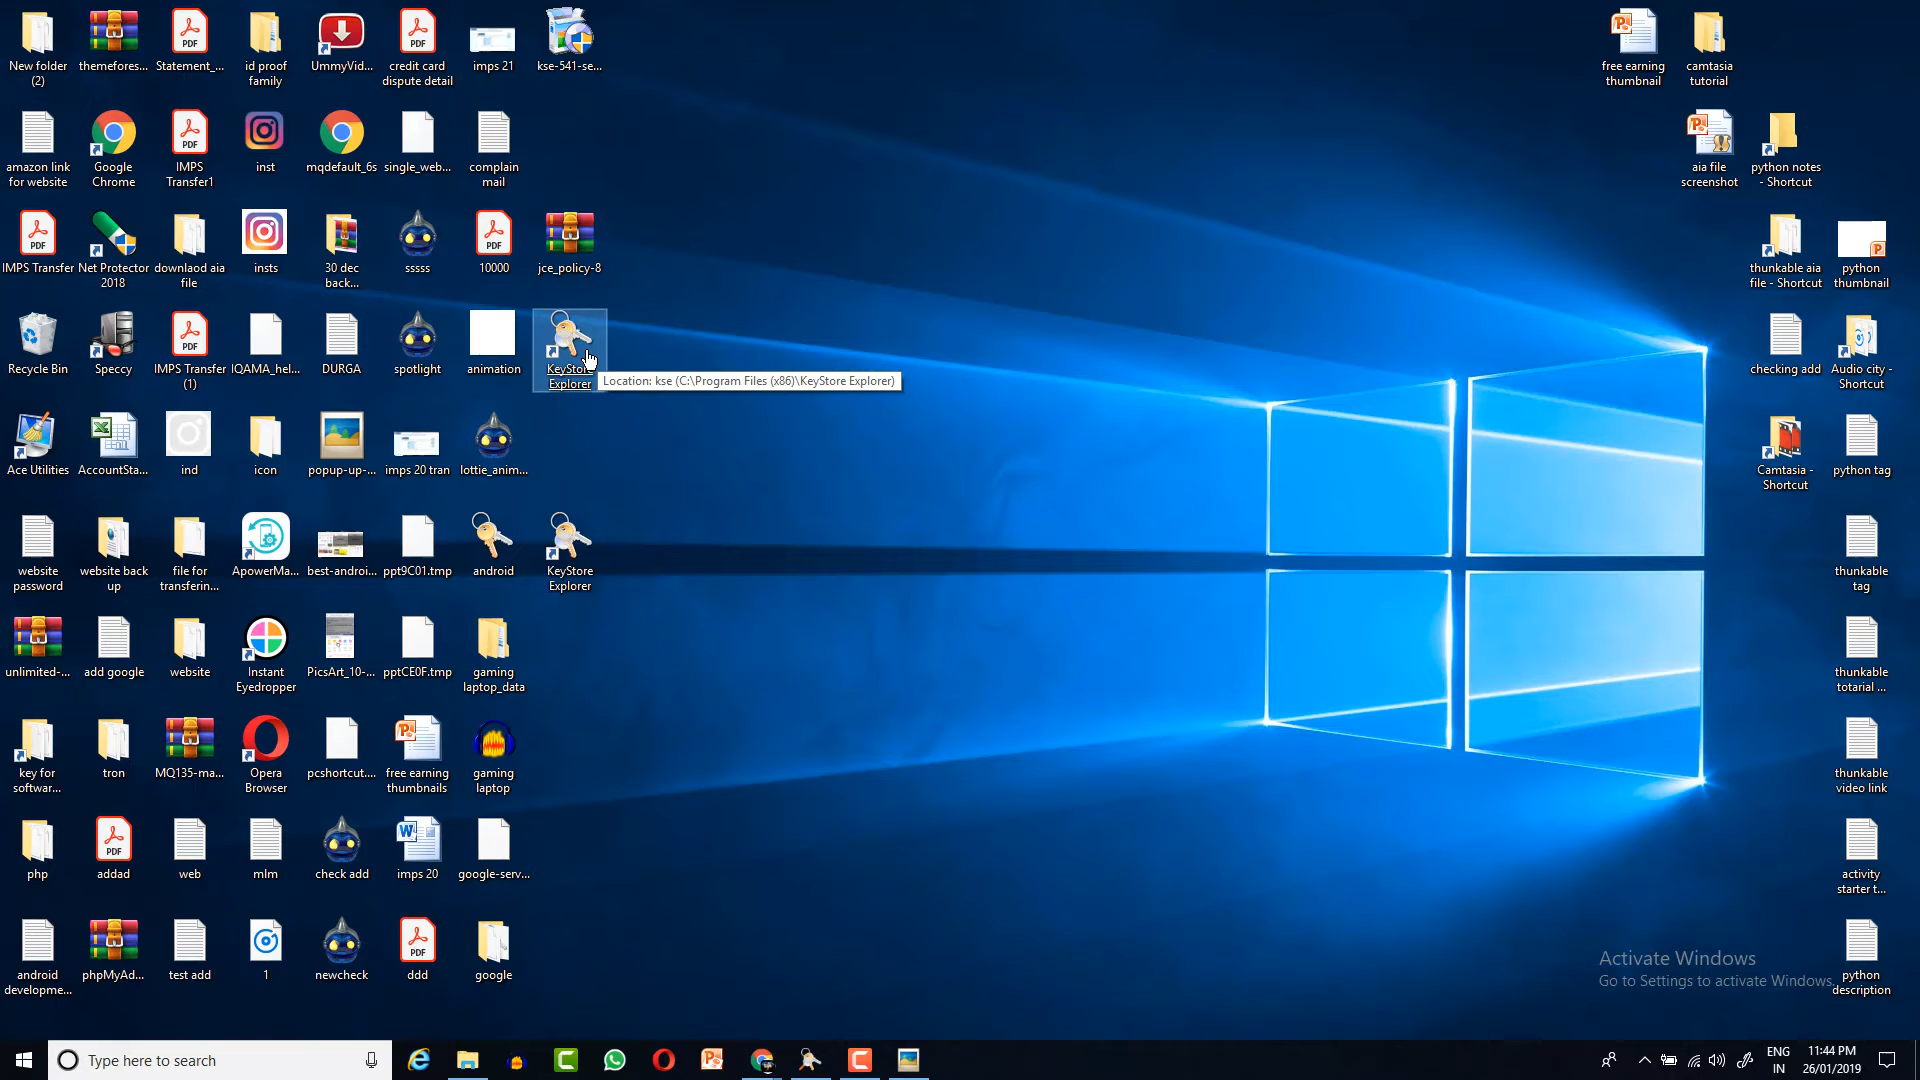 New folder
(2)
themefores...
Statement_...
id proof
family
UmmyVid...
credit card
dispute detail
imps 21
kse-541-se...
free earning
thumbnail
camtasia
tutorial
amazon link
for website
Google
Chrome
IMPS
Transfer1
inst
mqdefault_6s
single_web...
complain
mail
aia file
screenshot
python notes
- Shortcut
IMPS Transfer
Net Protector
2018
downlaod aia
file
insts
30 dec
back...
sssss
10000
jce_policy-8
thunkable aia
file - Shortcut
python
thumbnail
Recycle Bin
Speccy
IMPS Transfer
(1)
IQAMA_hel...
DURGA
spotlight
animation
KeyStore
Explorer
Location: kse (C:\Program Files (x86)\KeyStore Explorer)
checking add
Audio city -
Shortcut
Ace Utilities
AccountSta...
ind
icon
popup-up-...
imps 20 tran
lottie_anim...
Camtasia -
Shortcut
python tag
website
password
website back
up
file for
transferin...
ApowerMa...
best-androi...
ppt9C01.tmp
android
KeyStore
Explorer
thunkable
tag
unlimited-...
add google
website
Instant
Eyedropper
PicsArt_10-...
pptCE0F.tmp
gaming
laptop_data
thunkable
totarial ...
key for
softwar...
tron
MQ135-ma...
Opera
Browser
pcshortcut....
free earning
thumbnails
gaming
laptop
thunkable
video link
php
addad
web
mlm
check add
imps 20
google-serv...
activity
starter t...
android
developme...
phpMyAd...
test add
1
newcheck
ddd
google
python
description
Activate Windows
Go to Settings to activate Windows.
Type here to search
ENG
IN
11:44 PM
26/01/2019